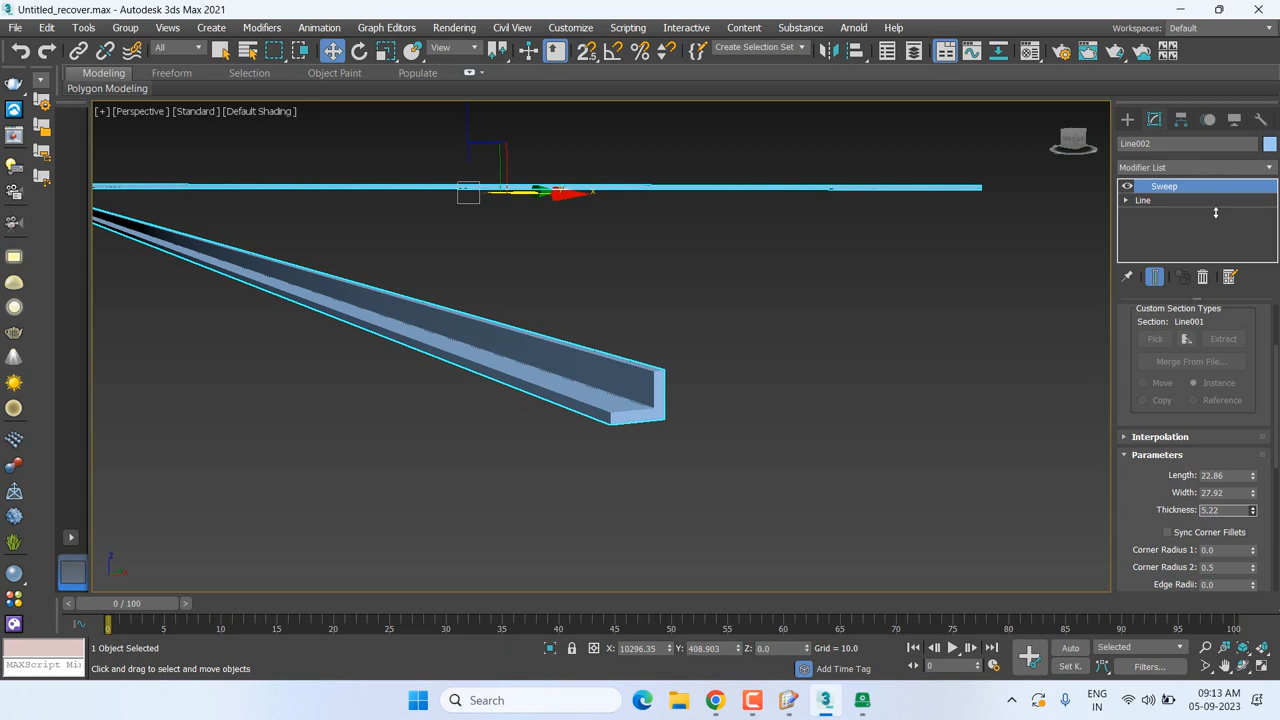 Untitled_recover.max - Autodesk 3ds Max 2021
File Edit Tools Group Views Create Modifiers Animation Graph Editors Rendering Civil View Customize Scripting Interactive Content Substance Arnold Help
Workspaces: Default
All View Create Selection Set
Modeling Freeform Selection Object Paint Populate
Polygon Modeling
[+] [Perspective ] [Standard ] [Default Shading ]
Line002
Modifier List
Sweep
Line
Custom Section Types
Section: Line001
Pick Extract
Merge From File...
Move Instance
Copy Reference
Interpolation
Parameters
Length: 22.86
Width: 27.92
Thickness: 5.22
Sync Corner Fillets
Corner Radius 1: 0.0
Corner Radius 2: 0.5
Edge Radii: 0.0
x
z
< 0 / 100 >
0 5 10 15 20 25 30 35 40 45 50 55 60 65 70 75 80 85 90 95 100
1 Object Selected
X: 10296.35 Y: 408.903 Z: 0.0 Grid = 10.0
Auto Selected
MAXScript Mi
Click and drag to select and move objects
Add Time Tag
0
Set K. Filters...
Search
ENG
IN
09:13 AM
05-09-2023